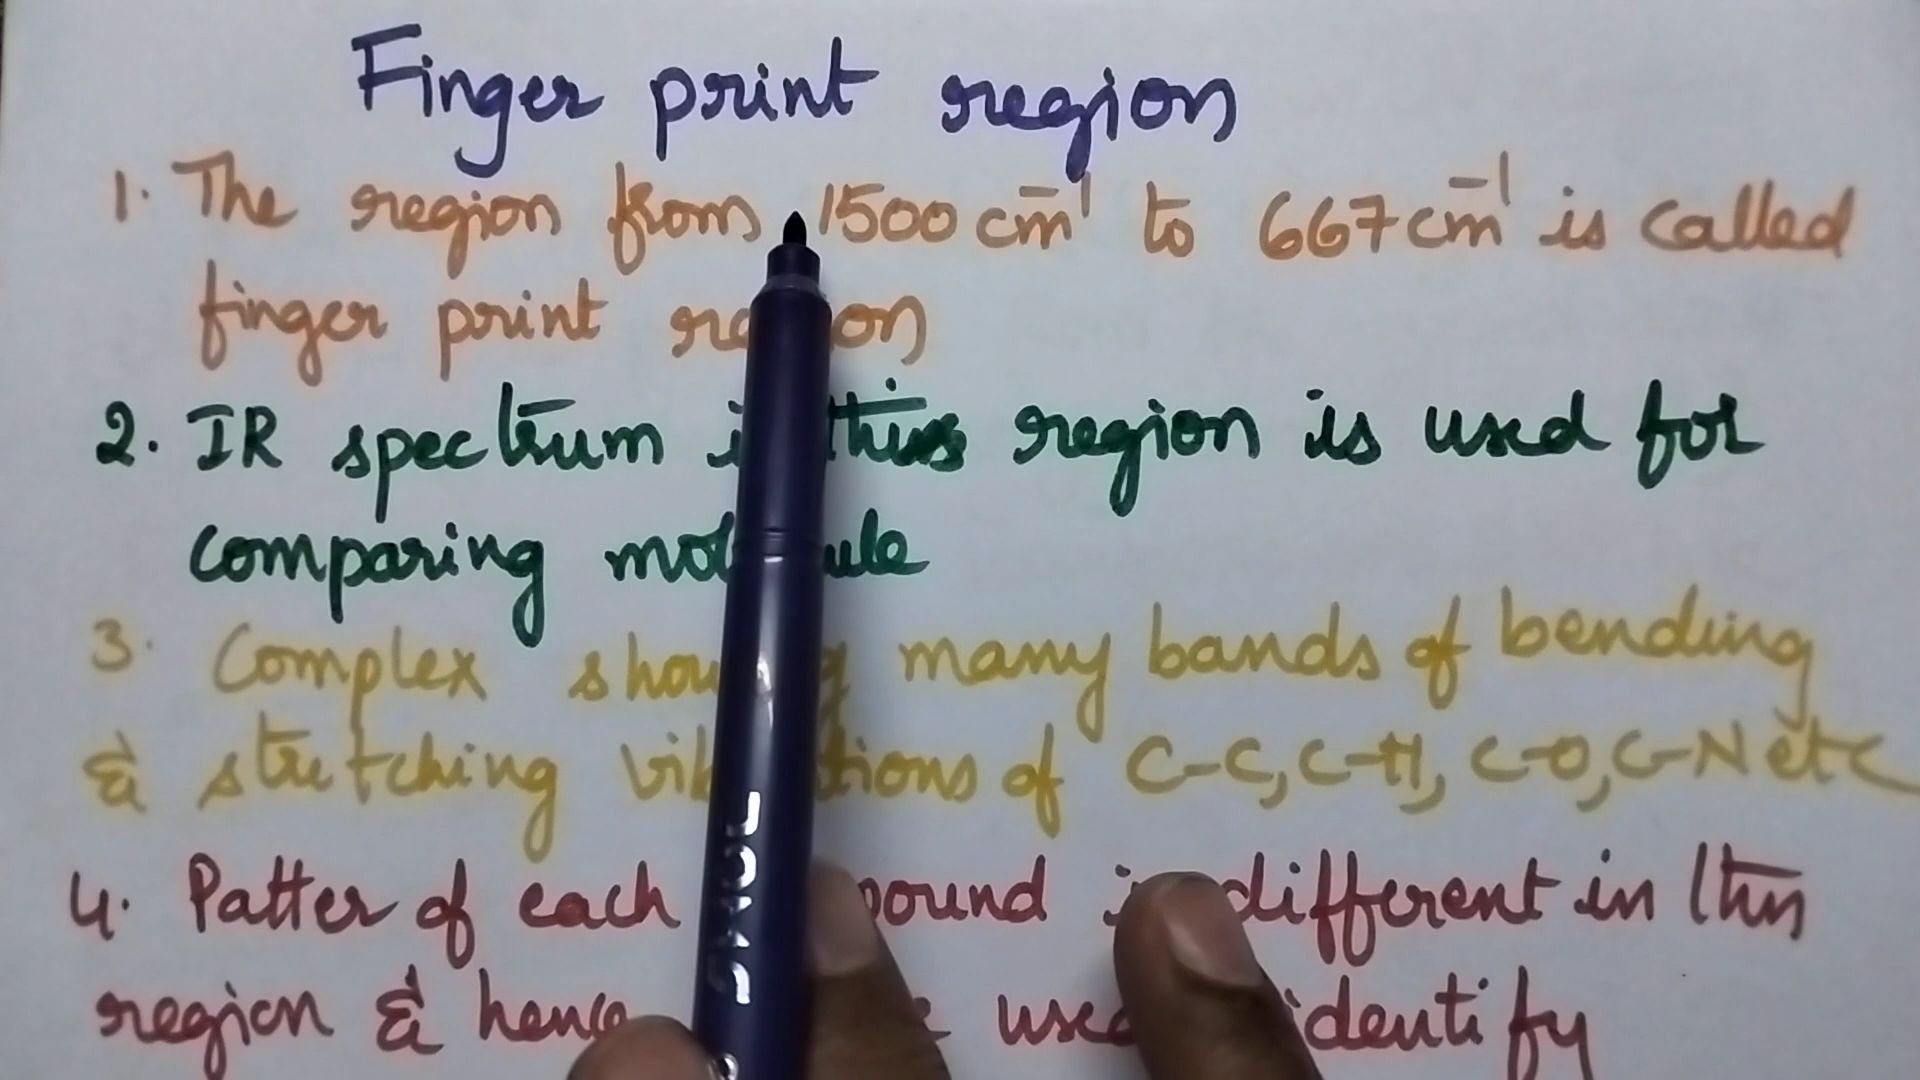 Finger print region
1. The region from 1500 cm⁻¹ to 667 cm⁻¹ is called
finger print
2. IR spectrum this region is used for
comparing
3. Complex many bands of bending
& stretching of C-C, C-H, C-O, C-N etc
4. Patter of each different in this
region & hence identify